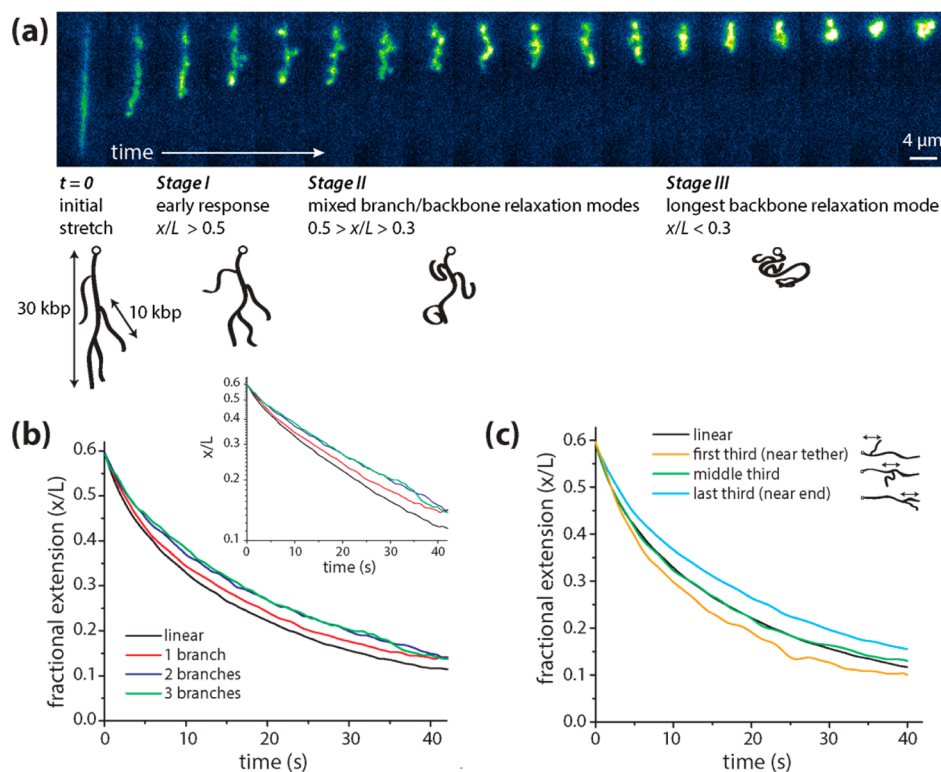 (a)
time
4 μm
t = 0
initial
stretch
Stage I
early response
x/L > 0.5
Stage II
mixed branch/backbone relaxation modes
0.5 > x/L > 0.3
Stage III
longest backbone relaxation mode
x/L < 0.3
30 kbp
10 kbp
(b)
fractional extension (x/L)
0.6
0.5
0.4
0.3
0.2
0.1
0.0
0
10
20
30
40
time (s)
linear
1 branch
2 branches
3 branches
x/L
0.6
0.5
0.4
0.3
0.2
0.1
0
10
20
30
40
time (s)
(c)
fractional extension (x/L)
0.6
0.5
0.4
0.3
0.2
0.1
0.0
0
10
20
30
40
time (s)
linear
first third (near tether)
middle third
last third (near end)